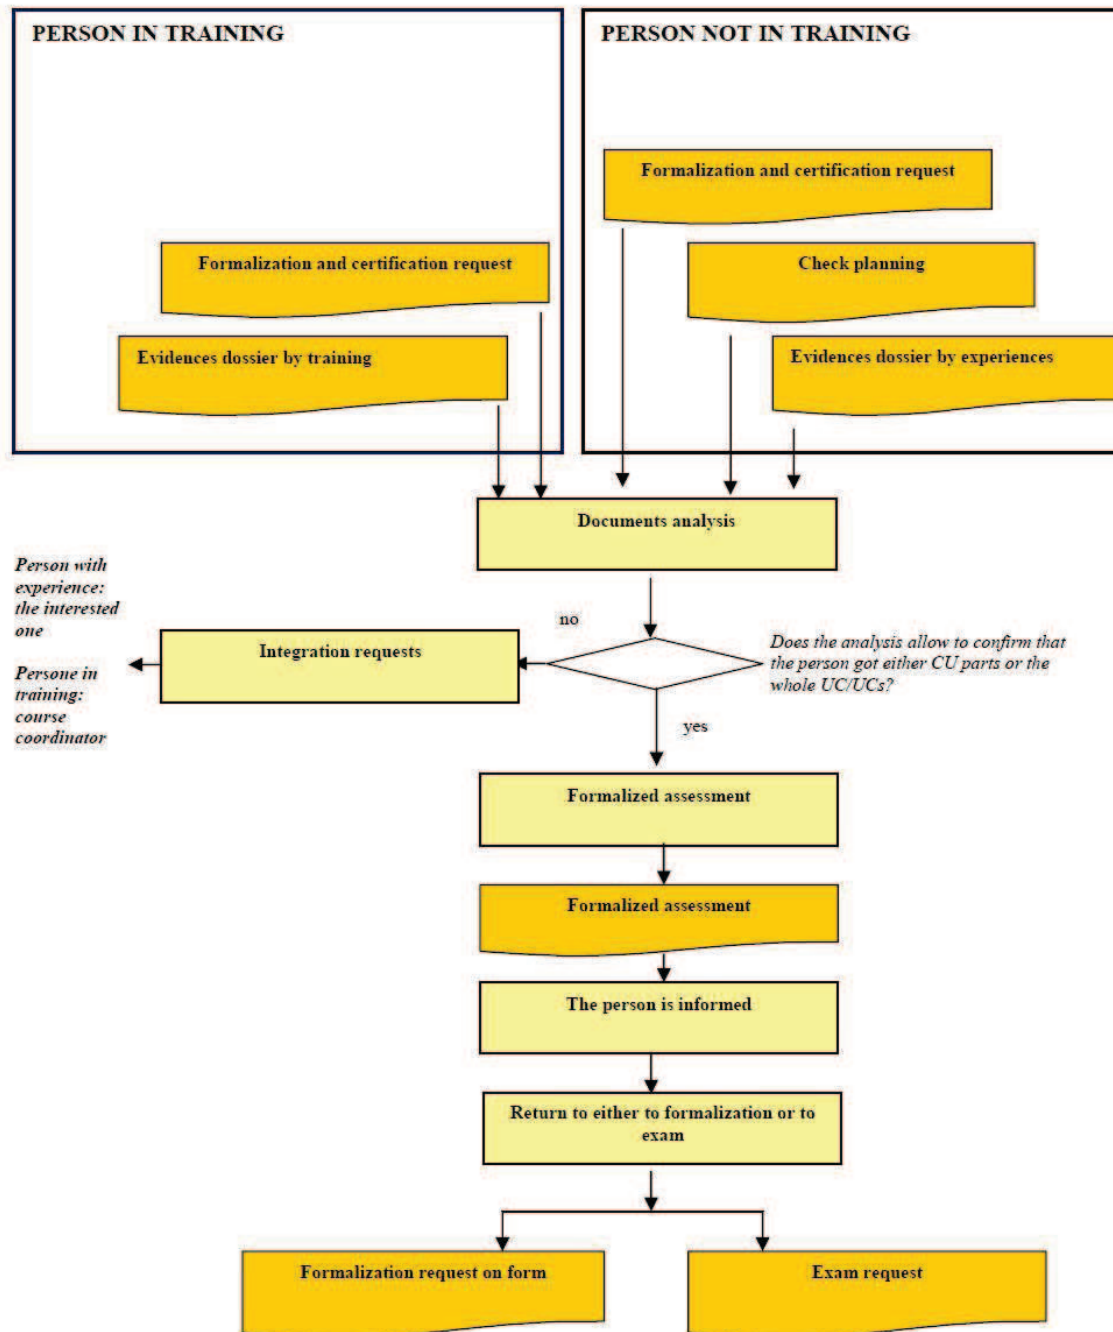 PERSON IN TRAINING
PERSON NOT IN TRAINING
Formalization and certification request
Formalization and certification request
Check planning
Evidences dossier by training
Evidences dossier by experiences
Documents analysis
Person with
experience:
the interested
one
Persone in
training:
course
coordinator
no
Integration requests
Does the analysis allow to confirm that
the person got either CU parts or the
whole UC/UCs?
yes
Formalized assessment
Formalized assessment
The person is informed
Return to either to formalization or to
exam
Formalization request on form
Exam request